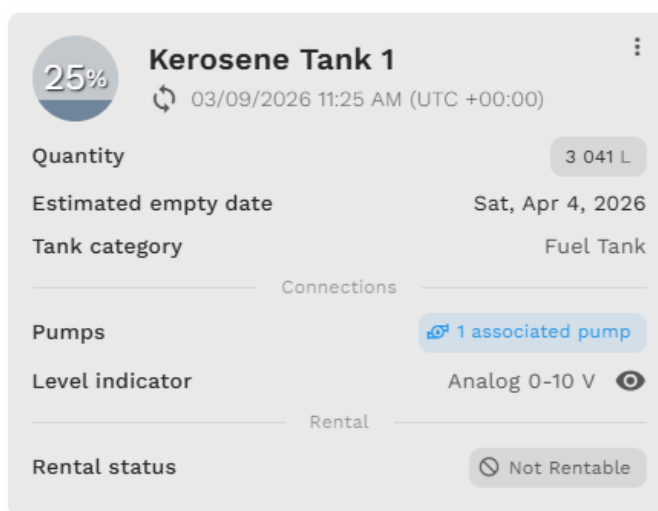 25%
Kerosene Tank 1
03/09/2026 11:25 AM (UTC +00:00)
Quantity 3 041 L
Estimated empty date Sat, Apr 4, 2026
Tank category Fuel Tank
Connections
Pumps 1 associated pump
Level indicator Analog 0-10 V
Rental
Rental status Not Rentable